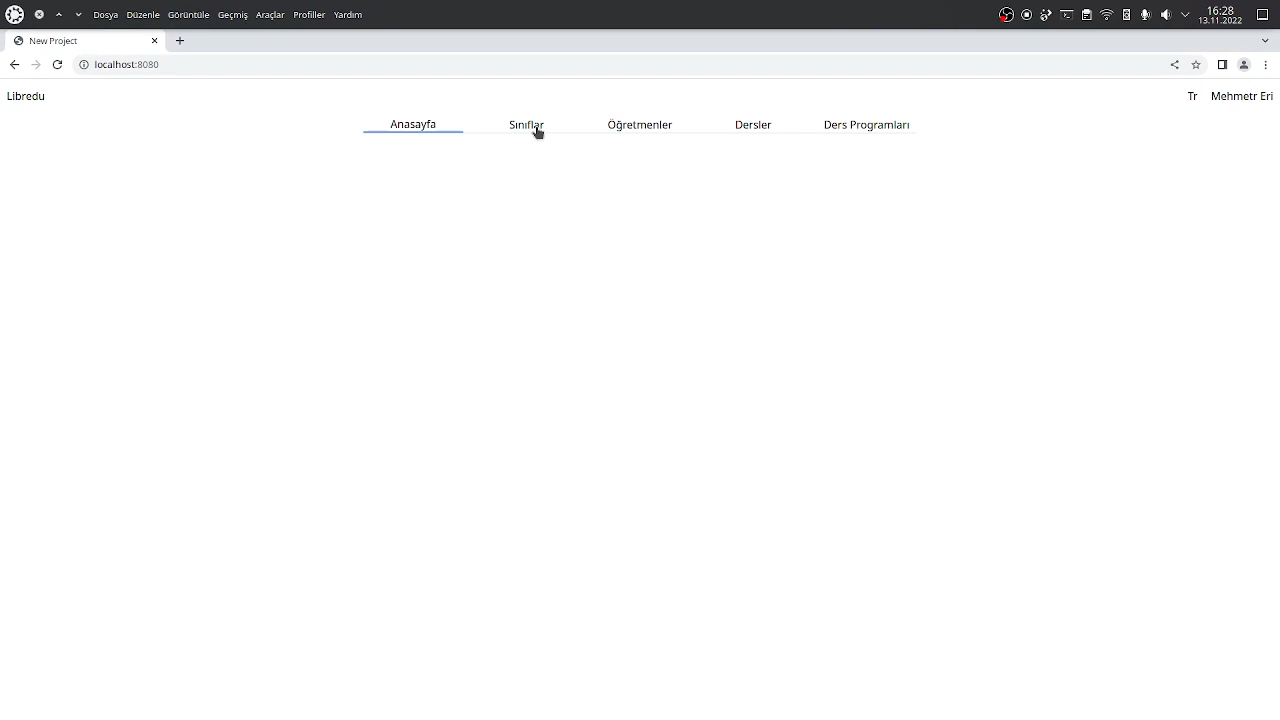 Dosya Düzenle Görüntüle Geçmiş Araçlar Profiller Yardım
16:28
13.11.2022
New Project
localhost:8080
Libredu
Tr Mehmetr Eri
Anasayfa Sınıflar Öğretmenler Dersler Ders Programları